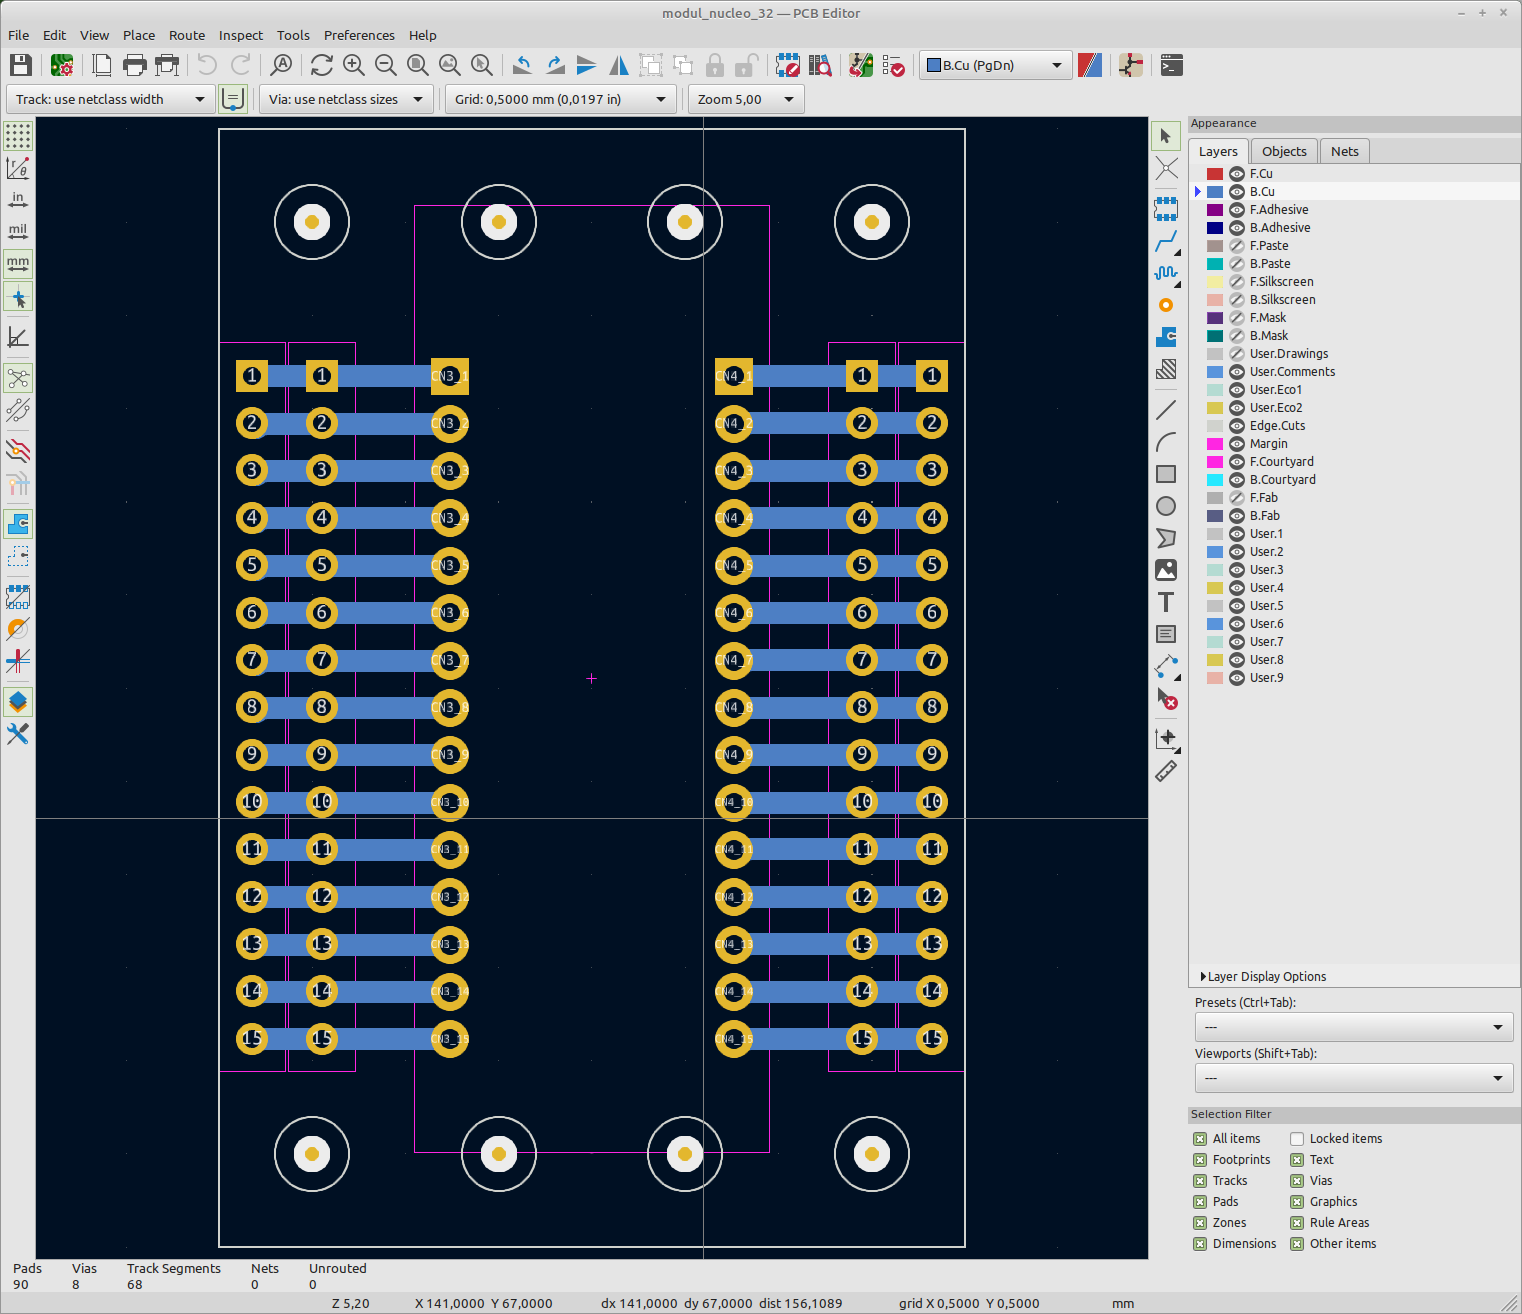 modul_nucleo_32 — PCB Editor
File Edit View Place Route Inspect Tools Preferences Help
B.Cu (PgDn)
Track: use netclass width
Via: use netclass sizes
Grid: 0,5000 mm (0,0197 in)
Zoom 5,00
in
mil
mm
Appearance
Layers Objects Nets
F.Cu
B.Cu
F.Adhesive
B.Adhesive
F.Paste
B.Paste
F.Silkscreen
B.Silkscreen
F.Mask
B.Mask
User.Drawings
User.Comments
User.Eco1
User.Eco2
Edge.Cuts
Margin
F.Courtyard
B.Courtyard
F.Fab
B.Fab
User.1
User.2
User.3
User.4
User.5
User.6
User.7
User.8
User.9
1 1 CN3_1 CN4_1 1 1
2 2 CN3_2 CN4_2 2 2
3 3 CN3_3 CN4_3 3 3
4 4 CN3_4 CN4_4 4 4
5 5 CN3_5 CN4_5 5 5
6 6 CN3_6 CN4_6 6 6
7 7 CN3_7 CN4_7 7 7
8 8 CN3_8 CN4_8 8 8
9 9 CN3_9 CN4_9 9 9
10 10 CN3_10 CN4_10 10 10
11 11 CN3_11 CN4_11 11 11
12 12 CN3_12 CN4_12 12 12
13 13 CN3_13 CN4_13 13 13
14 14 CN3_14 CN4_14 14 14
15 15 CN3_15 CN4_15 15 15
Layer Display Options
Presets (Ctrl+Tab):
---
Viewports (Shift+Tab):
---
Selection Filter
All items Locked items
Footprints Text
Tracks Vias
Pads Graphics
Zones Rule Areas
Dimensions Other items
Pads Vias Track Segments Nets Unrouted
90 8 68 0 0
Z 5,20 X 141,0000 Y 67,0000 dx 141,0000 dy 67,0000 dist 156,1089 grid X 0,5000 Y 0,5000 mm